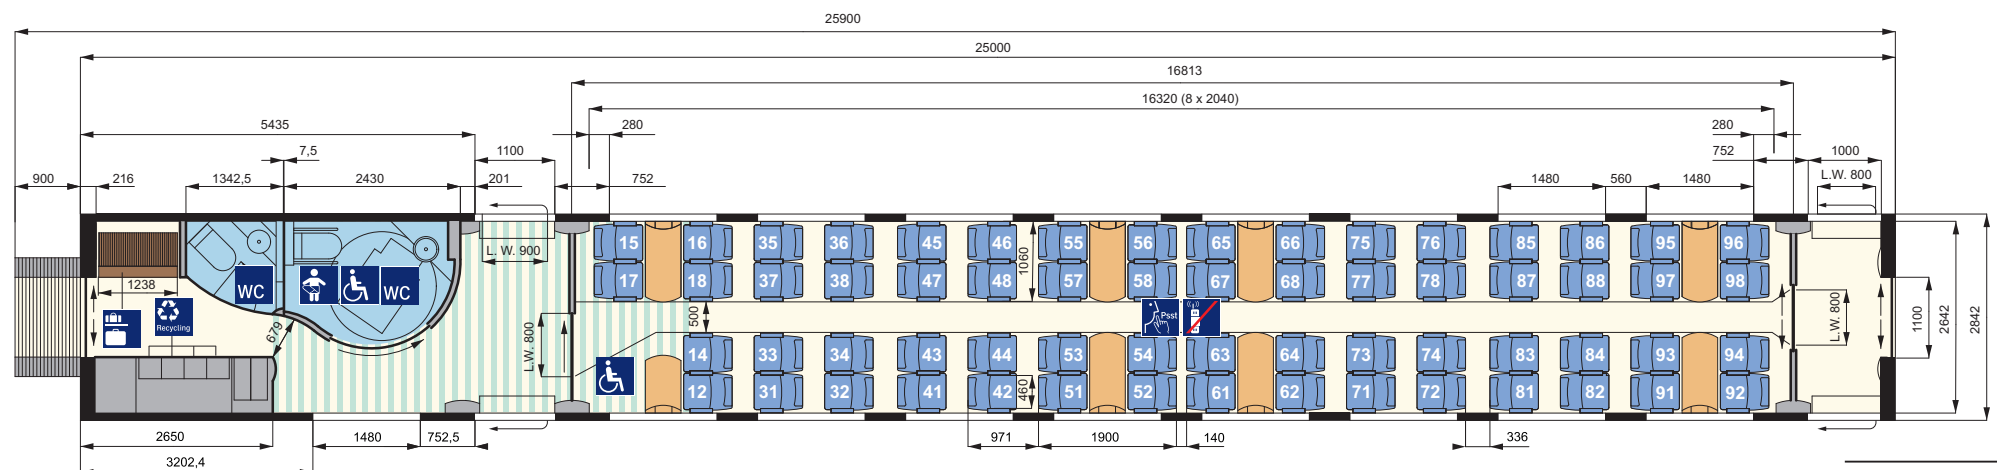 25900
25000
16813
16320 (8 x 2040)
5435 280 280
7,5 1100 752 1000
900 216 1342,5 2430 201 752 1480 560 1480 L.W. 800
15 16 35 36 45 46 55 56 65 66 75 76 85 86 95 96
L. W. 900 1060
17 18 37 38 47 48 57 58 67 68 77 78 87 88 97 98
1238 WC WC
Recycling
679 L.W. 800 500 Psst L.W. 800 1100 2642 2842
14 33 34 43 44 53 54 63 64 73 74 83 84 93 94
12 31 32 41 42 460 51 52 61 62 71 72 81 82 91 92
2650 1480 752,5 971 1900 140 336
3202,4